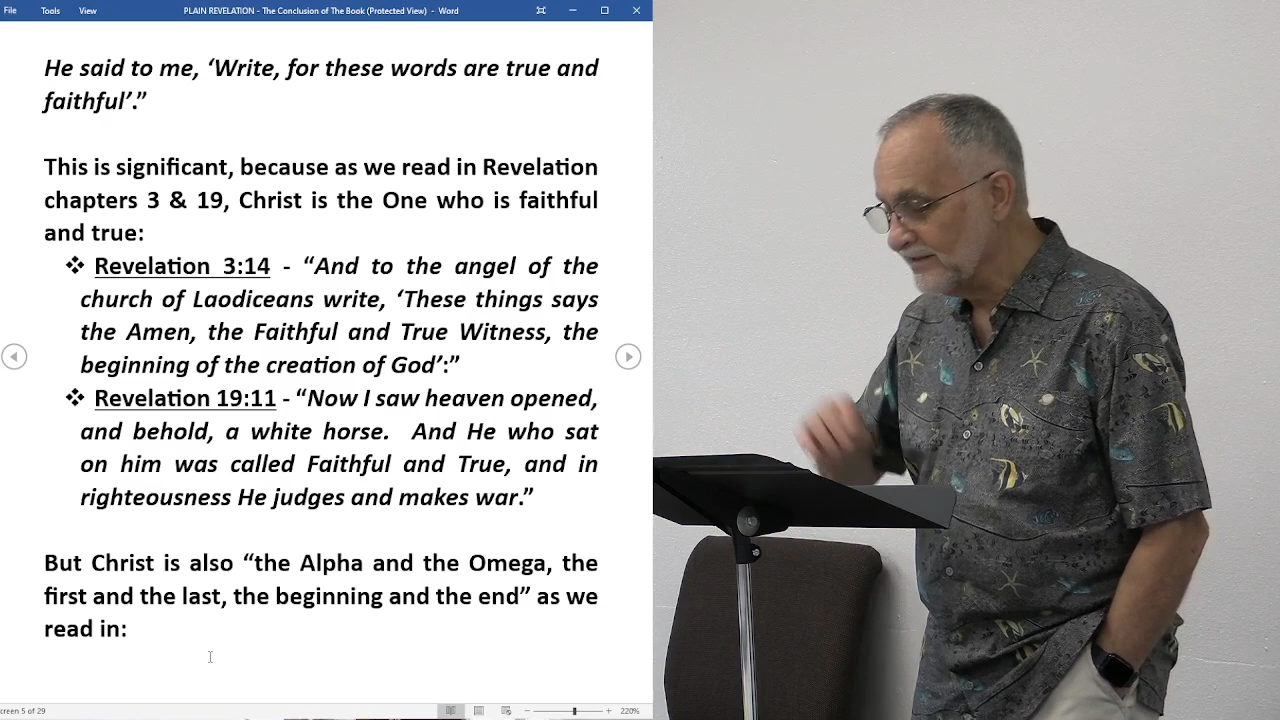 File Tools View PLAIN REVELATION - The Conclusion of The Book (Protected View) - Word
He said to me, ‘Write, for these words are true and
faithful’.”
This is significant, because as we read in Revelation
chapters 3 & 19, Christ is the One who is faithful
and true:
❖ Revelation 3:14 - “And to the angel of the
church of Laodiceans write, ‘These things says
the Amen, the Faithful and True Witness, the
beginning of the creation of God’:”
❖ Revelation 19:11 - “Now I saw heaven opened,
and behold, a white horse. And He who sat
on him was called Faithful and True, and in
righteousness He judges and makes war.”
But Christ is also “the Alpha and the Omega, the
first and the last, the beginning and the end” as we
read in:
creen 5 of 29 220%